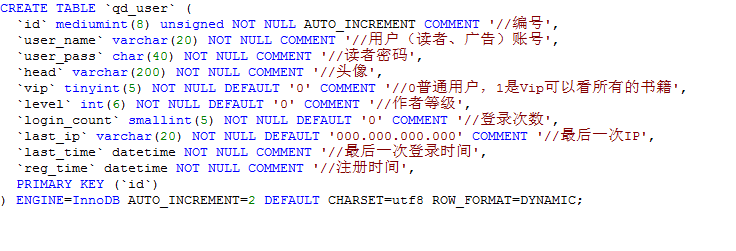 CREATE TABLE `qd_user` (
  `id` mediumint(8) unsigned NOT NULL AUTO_INCREMENT COMMENT '//编号',
  `user_name` varchar(20) NOT NULL COMMENT '//用户（读者、广告）账号',
  `user_pass` char(40) NOT NULL COMMENT '//读者密码',
  `head` varchar(200) NOT NULL COMMENT '//头像',
  `vip` tinyint(5) NOT NULL DEFAULT '0' COMMENT '//0普通用户，1是Vip可以看所有的书籍',
  `level` int(6) NOT NULL DEFAULT '0' COMMENT '//作者等级',
  `login_count` smallint(5) NOT NULL DEFAULT '0' COMMENT '//登录次数',
  `last_ip` varchar(20) NOT NULL DEFAULT '000.000.000.000' COMMENT '//最后一次IP',
  `last_time` datetime NOT NULL COMMENT '//最后一次登录时间',
  `reg_time` datetime NOT NULL COMMENT '//注册时间',
  PRIMARY KEY (`id`)
) ENGINE=InnoDB AUTO_INCREMENT=2 DEFAULT CHARSET=utf8 ROW_FORMAT=DYNAMIC;